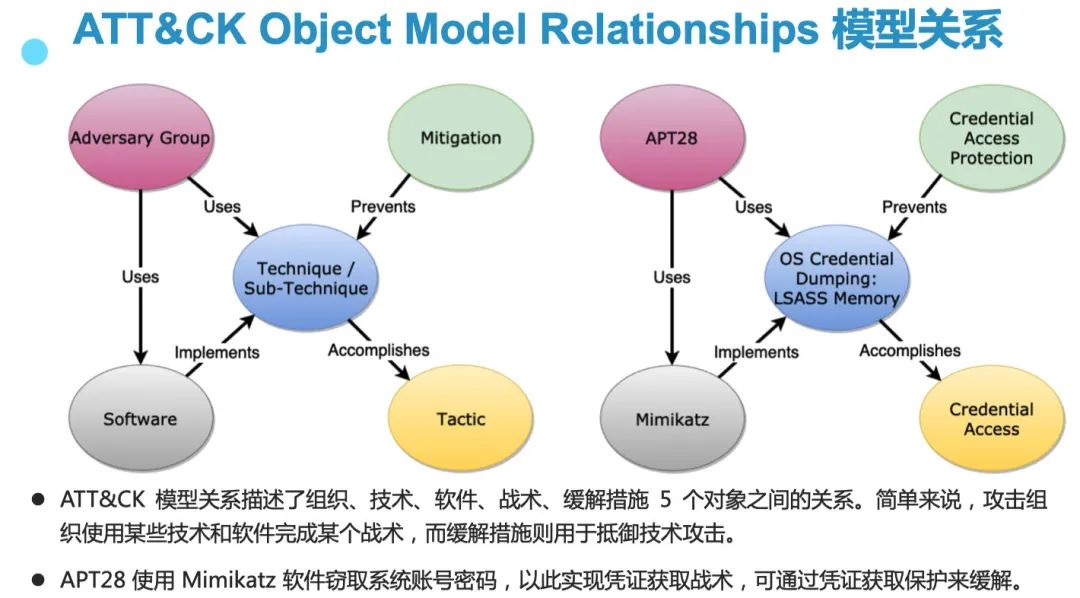 ATT&CK Object Model Relationships 模型关系
Adversary Group
Mitigation
Uses
Prevents
Uses
Technique /
Sub-Technique
Implements
Accomplishes
Software
Tactic
APT28
Credential
Access
Protection
Uses
Prevents
Uses
OS Credential
Dumping:
LSASS Memory
Implements
Accomplishes
Mimikatz
Credential
Access
● ATT&CK 模型关系描述了组织、技术、软件、战术、缓解措施 5 个对象之间的关系。简单来说，攻击组
织使用某些技术和软件完成某个战术，而缓解措施则用于抵御技术攻击。
● APT28 使用 Mimikatz 软件窃取系统账号密码，以此实现凭证获取战术，可通过凭证获取保护来缓解。